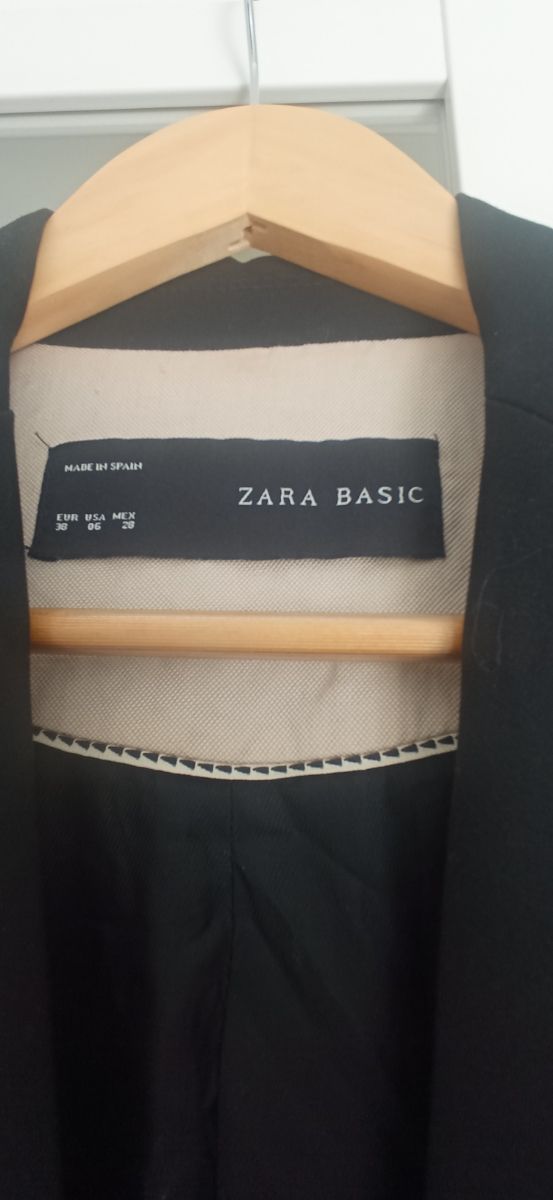 MADE IN SPAIN
ZARA BASIC
EUR USA MEX
38 06 28